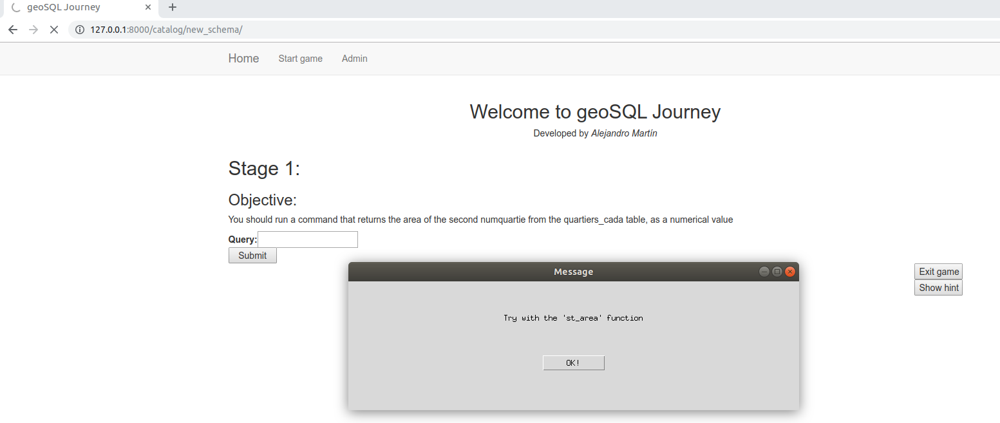 geoSQL Journey
127.0.0.1:8000/catalog/new_schema/
Home Start game Admin
Welcome to geoSQL Journey
Developed by Alejandro Martín
Stage 1:
Objective:
You should run a command that returns the area of the second numquartie from the quartiers_cada table, as a numerical value
Query:
Submit
Message
Exit game
Show hint
Try with the 'st_area' function
OK!